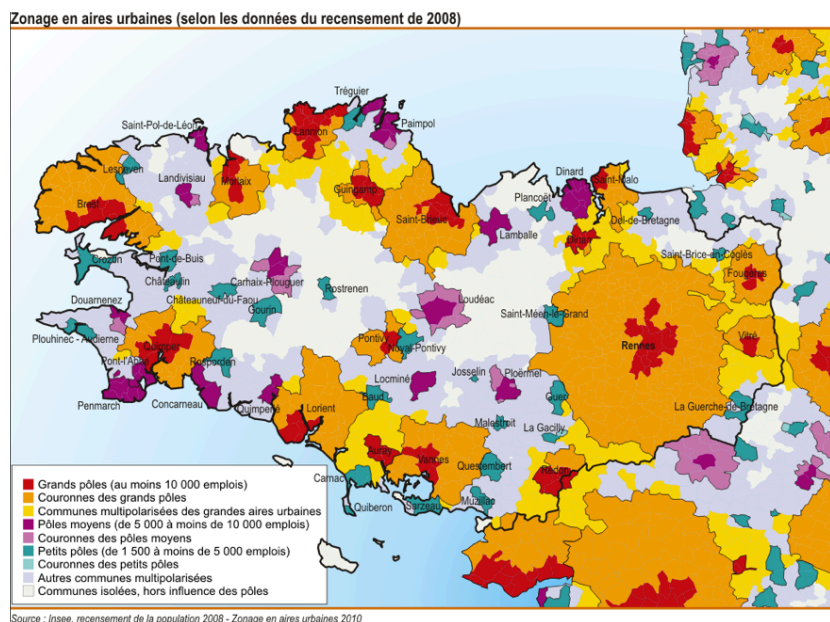 Zonage en aires urbaines (selon les données du recensement de 2008)
Tréguier
Saint-Pol-de-Léon
Paimpol
Lannion
Lesneven
Landivisiau
Morlaix
Guingamp
Dinard
Saint-Malo
Plancoët
Brest
Saint-Brieuc
Dol-de-Bretagne
Lamballe
Dinan
Crozon
Pont-de-Buis
Saint-Brice-en-Coglès
Châteaulin
Carhaix-Plouguer
Fougères
Rostrenen
Douarnenez
Châteauneuf-du-Faou
Loudéac
Gourin
Saint-Méen-le-Grand
Plouhinec - Audierne
Quimper
Pontivy
Rennes
Vitré
Noyal-Pontivy
Pont-l'Abbé
Rosporden
Josselin
Ploërmel
Locminé
Penmarch
Concarneau
Quimperlé
Lorient
Baud
Guer
La Guerche-de-Bretagne
Malestroit
La Gacilly
Auray
Vannes
Questembert
Redon
Carnac
Quiberon
Sarzeau
Muzillac
Grands pôles (au moins 10 000 emplois)
Couronnes des grands pôles
Communes multipolarisées des grandes aires urbaines
Pôles moyens (de 5 000 à moins de 10 000 emplois)
Couronnes des pôles moyens
Petits pôles (de 1 500 à moins de 5 000 emplois)
Couronnes des petits pôles
Autres communes multipolarisées
Communes isolées, hors influence des pôles
Source : Insee, recensement de la population 2008 - Zonage en aires urbaines 2010